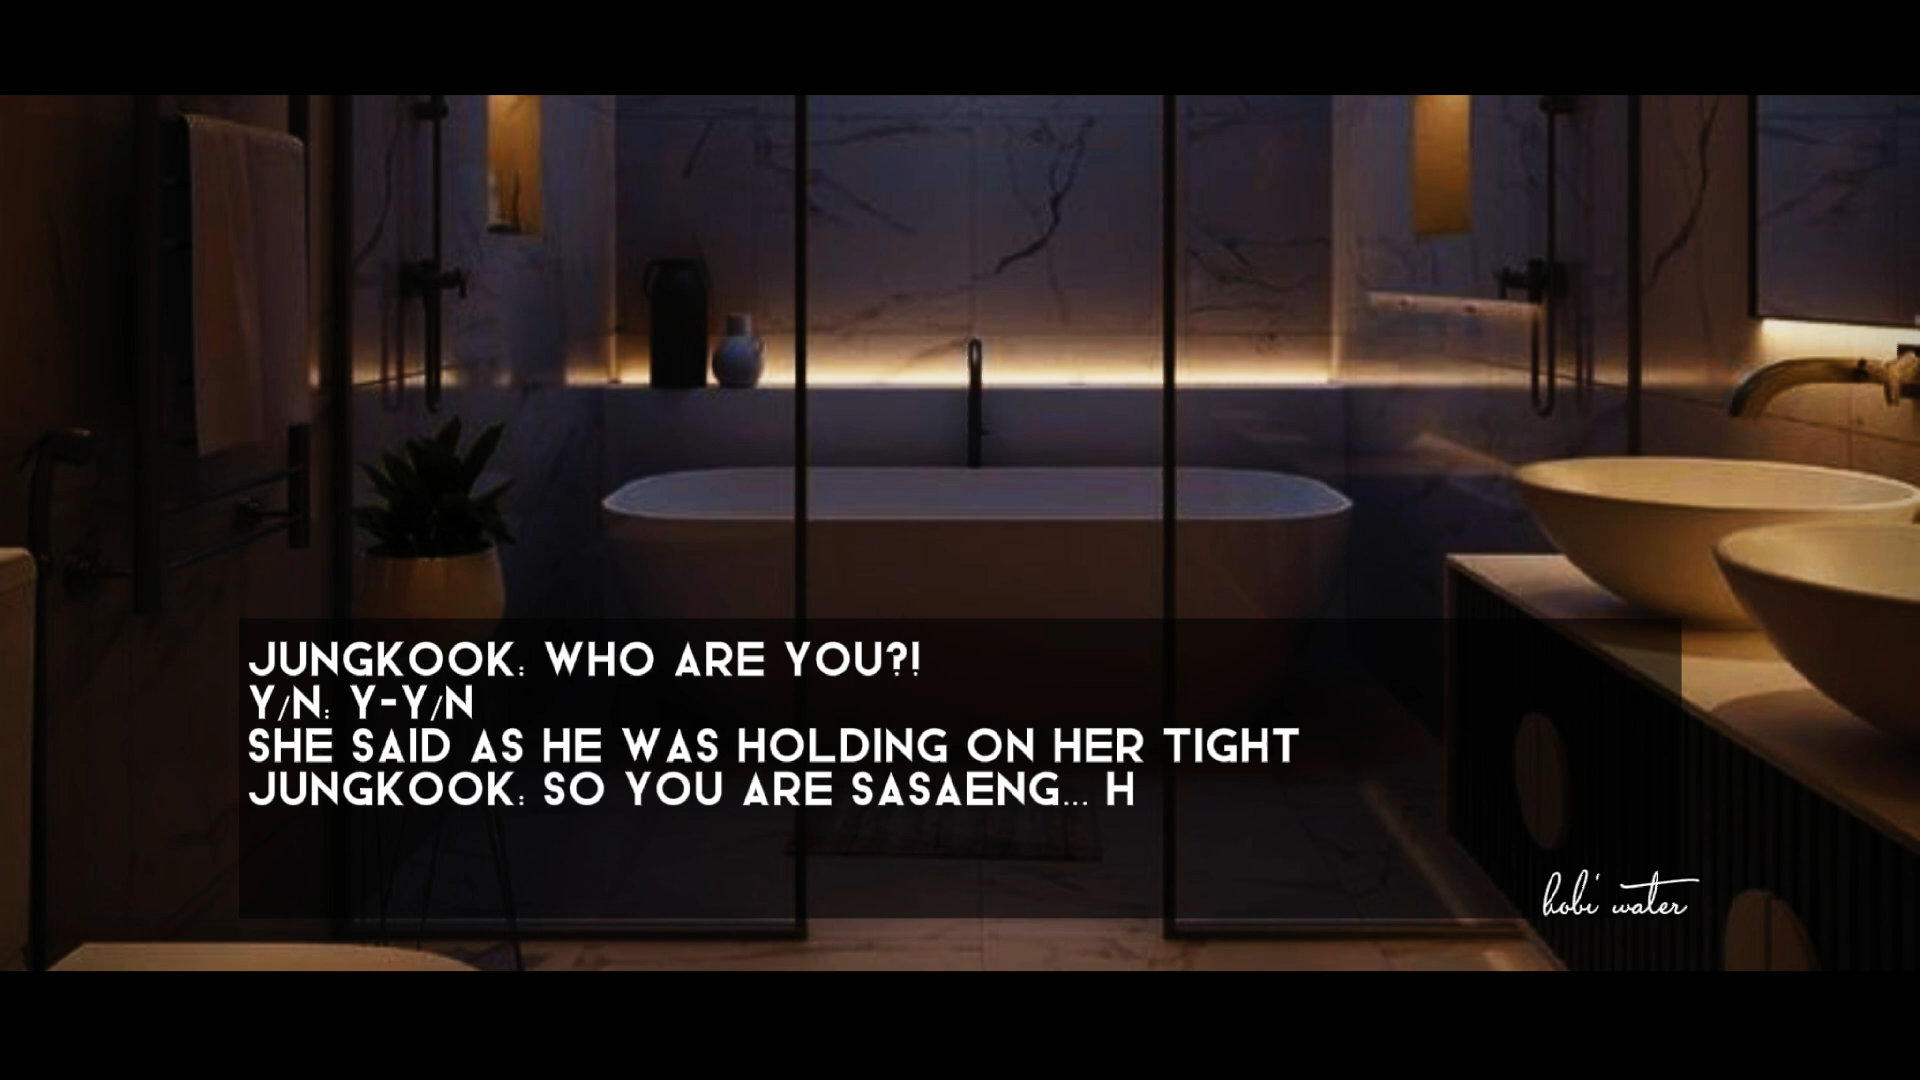 JUNGKOOK: WHO ARE YOU?!
Y/N: Y-Y/N
SHE SAID AS HE WAS HOLDING ON HER TIGHT
JUNGKOOK: SO YOU ARE SASAENG... H
hobi water